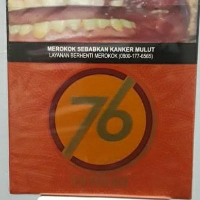 MEROKOK SEBABKAN KANKER MULUT
LAYANAN BERHENTI MEROKOK (0800-177-6565)
76